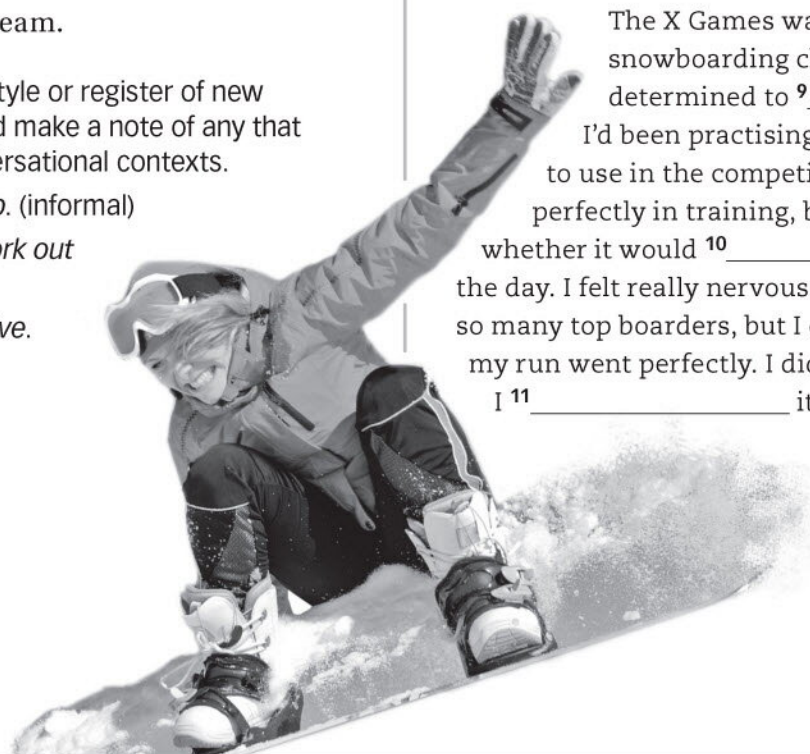 eam.
tyle or register of new
d make a note of any that
ersational contexts.
o. (informal)
ork out
ve.
The X Games wa
snowboarding c
determined to 9
I'd been practising
to use in the competi
perfectly in training, b
whether it would 10
the day. I felt really nervous
so many top boarders, but I
my run went perfectly. I di
I 11 it